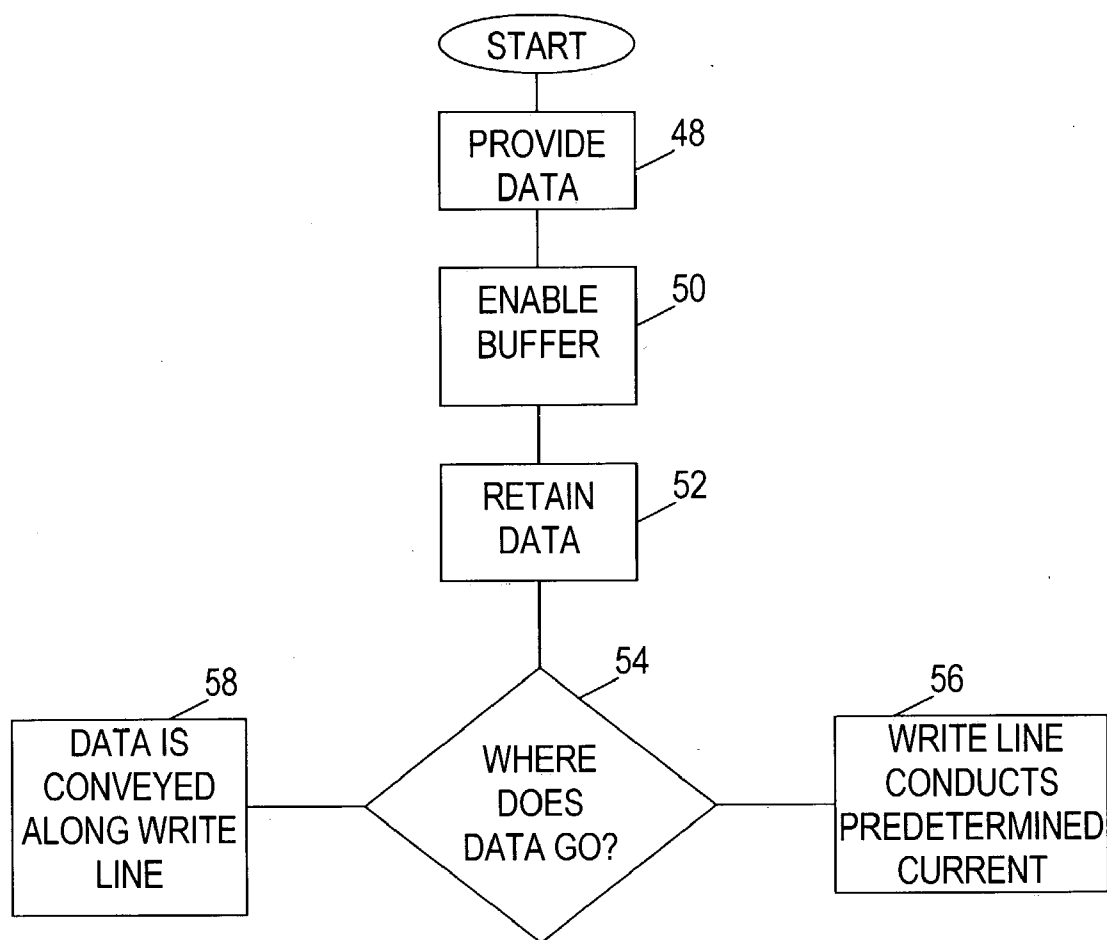 START
PROVIDE
DATA
48
ENABLE
BUFFER
50
RETAIN
DATA
52
WHERE
DOES
DATA GO?
54
58
DATA IS
CONVEYED
ALONG WRITE
LINE
56
WRITE LINE
CONDUCTS
PREDETERMINED
CURRENT